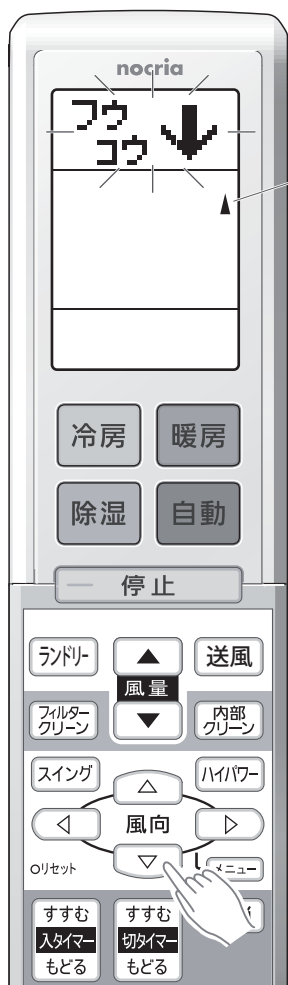 nocria
フウ
コウ
冷房 暖房
除湿 自動
停止
ランドリー 送風
風量
フィルター
クリーン
内部
クリーン
スイング ハイパワー
風向
リセット メニュー
すすむ すすむ
入タイマー 切タイマー
もどる もどる